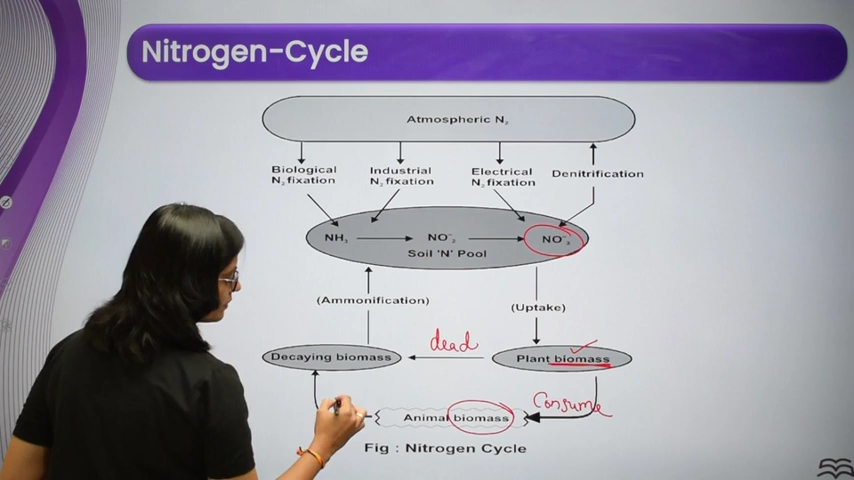 Nitrogen-Cycle
Atmospheric N₂
Biological
N₂ fixation
Industrial
N₂ fixation
Electrical
N₂ fixation
Denitrification
NH₃
NO⁻₂
NO⁻₃
Soil 'N' Pool
(Ammonification)
(Uptake)
dead
Decaying biomass
Plant biomass
Consume
Animal biomass
Fig : Nitrogen Cycle